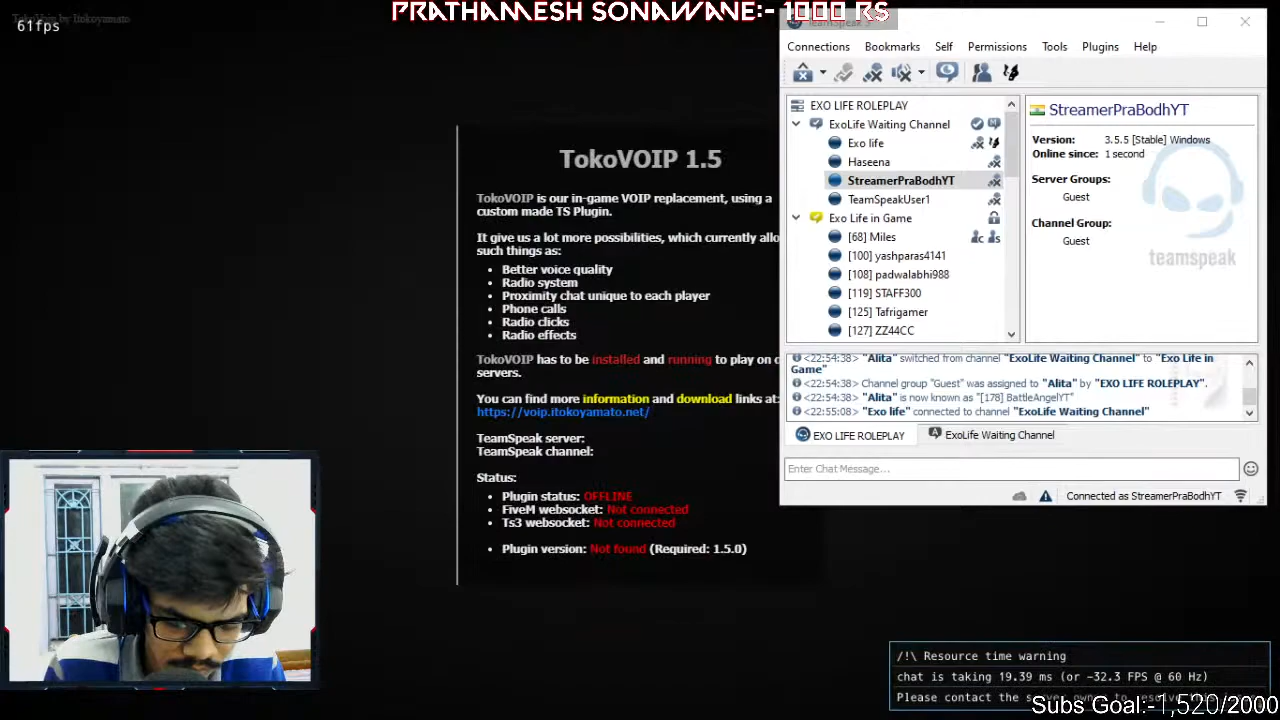 PRATHAMESH SONAWANE:- 1000 RS
TokoVoip by Itokoyamato
61fps
Connections Bookmarks Self Permissions Tools Plugins Help
EXO LIFE ROLEPLAY
ExoLife Waiting Channel
Exo life
Haseena
StreamerPraBodhYT
TeamSpeakUser1
Exo Life in Game
[68] Miles
[100] yashparas4141
[108] padwalabhi988
[119] STAFF300
[125] Tafrigamer
[127] ZZ44CC
StreamerPraBodhYT
Version: 3.5.5 [Stable] Windows
Online since: 1 second
Server Groups:
Guest
Channel Group:
Guest
teamspeak
<22:54:38> "Alita" switched from channel "ExoLife Waiting Channel" to "Exo Life in
Game"
<22:54:38> Channel group "Guest" was assigned to "Alita" by "EXO LIFE ROLEPLAY".
<22:54:38> "Alita" is now known as "[178] BattleAngelYT"
<22:55:08> "Exo life" connected to channel "ExoLife Waiting Channel"
EXO LIFE ROLEPLAY ExoLife Waiting Channel
Enter Chat Message...
Connected as StreamerPraBodhYT
TokoVOIP 1.5
TokoVOIP is our in-game VOIP replacement, using a
custom made TS Plugin.
It give us a lot more possibilities, which currently allo
such things as:
Better voice quality
Radio system
Proximity chat unique to each player
Phone calls
Radio clicks
Radio effects
TokoVOIP has to be installed and running to play on o
servers.
You can find more information and download links at:
https://voip.itokoyamato.net/
TeamSpeak server:
TeamSpeak channel:
Status:
Plugin status: OFFLINE
FiveM websocket: Not connected
Ts3 websocket: Not connected
Plugin version: Not found (Required: 1.5.0)
/!\ Resource time warning
chat is taking 19.39 ms (or -32.3 FPS @ 60 Hz)
Please contact the server owner to resolve this
Subs Goal:-1,520/2000